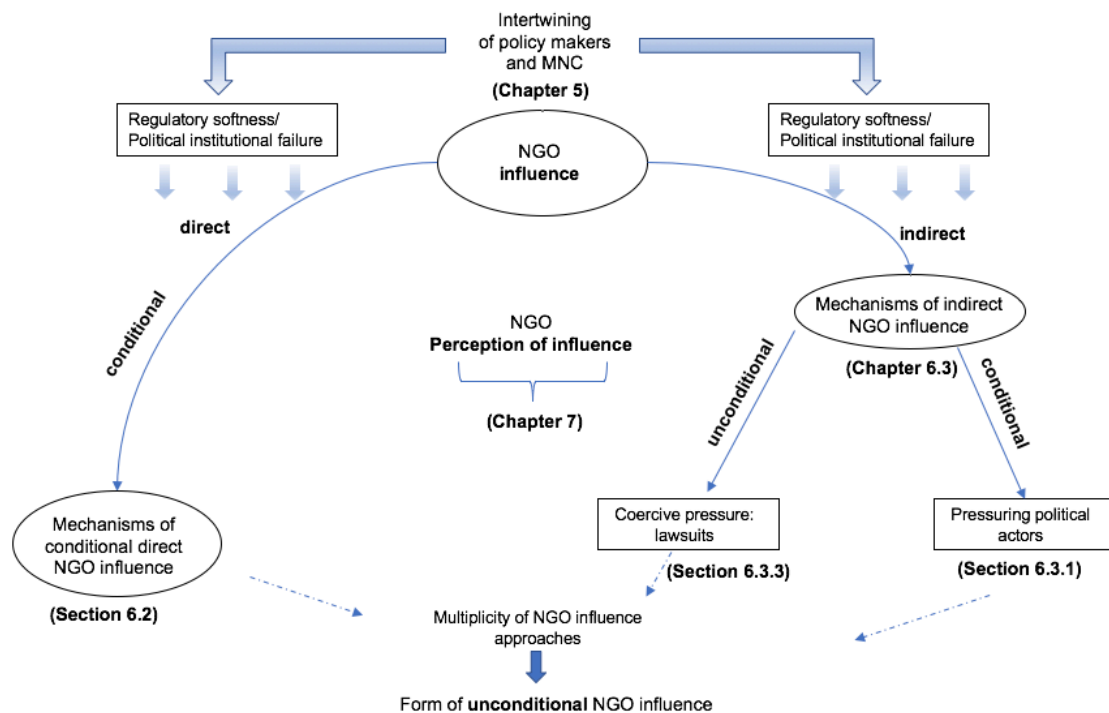 Intertwining
of policy makers
and MNC
(Chapter 5)
Regulatory softness/
Political institutional failure
Regulatory softness/
Political institutional failure
NGO
influence
direct
indirect
conditional
Mechanisms of indirect
NGO influence
(Chapter 6.3)
NGO
Perception of influence
(Chapter 7)
unconditional
conditional
Mechanisms of
conditional direct
NGO influence
(Section 6.2)
Coercive pressure:
lawsuits
(Section 6.3.3)
Pressuring political
actors
(Section 6.3.1)
Multiplicity of NGO influence
approaches
Form of unconditional NGO influence